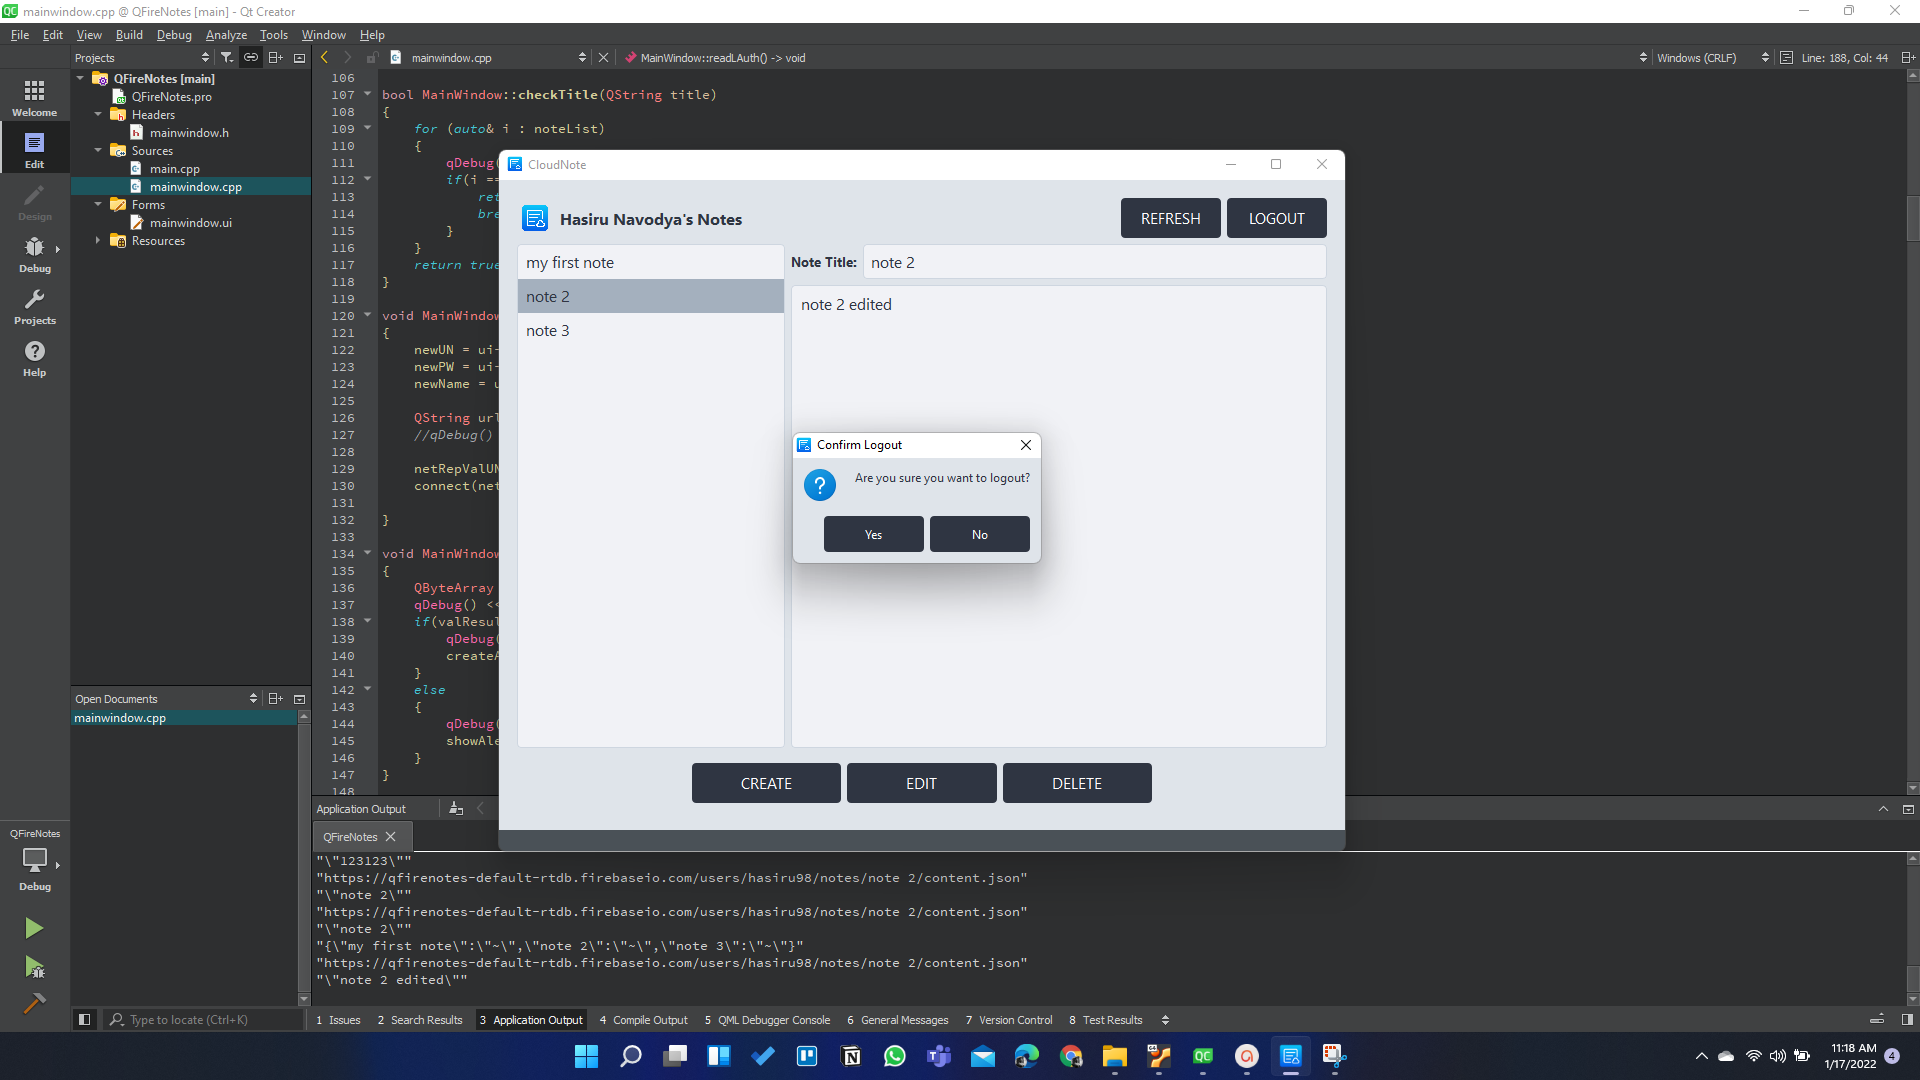 mainwindow.cpp @ QFireNotes [main] - Qt Creator
File Edit View Build Debug Analyze Tools Window Help
Projects
mainwindow.cpp
MainWindow::readLAuth() -> void
Windows (CRLF)
Line: 188, Col: 44
Welcome
Edit
Design
Debug
Projects
Help
QFireNotes [main]
QFireNotes.pro
Headers
mainwindow.h
Sources
main.cpp
mainwindow.cpp
Forms
mainwindow.ui
Resources
106
107 bool MainWindow::checkTitle(QString title)
108 {
109 for (auto& i : noteList)
110 {
111 qDebug(
112 if(i ==
113 ret
114 bre
115 }
116 }
117 return true
118 }
119
120 void MainWindow
121 {
122 newUN = ui-
123 newPW = ui-
124 newName = u
125
126 QString url
127 //qDebug()
128
129 netRepValUN
130 connect(net
131
132 }
133
134 void MainWindow
135 {
136 QByteArray
137 qDebug() <<
138 if(valResul
139 qDebug(
140 createA
141 }
142 else
143 {
144 qDebug(
145 showAle
146 }
147 }
148
CloudNote
Hasiru Navodya's Notes
REFRESH LOGOUT
my first note
note 2
note 3
Note Title: note 2
note 2 edited
Confirm Logout
Are you sure you want to logout?
Yes No
CREATE EDIT DELETE
Open Documents
mainwindow.cpp
Application Output
QFireNotes
"\"123123\""
"https://qfirenotes-default-rtdb.firebaseio.com/users/hasiru98/notes/note 2/content.json"
"\"note 2\""
"https://qfirenotes-default-rtdb.firebaseio.com/users/hasiru98/notes/note 2/content.json"
"\"note 2\""
"{\"my first note\":\"~\",\"note 2\":\"~\",\"note 3\":\"~\"}"
"https://qfirenotes-default-rtdb.firebaseio.com/users/hasiru98/notes/note 2/content.json"
"\"note 2 edited\""
QFireNotes
Debug
Type to locate (Ctrl+K)
1 Issues 2 Search Results 3 Application Output 4 Compile Output 5 QML Debugger Console 6 General Messages 7 Version Control 8 Test Results
11:18 AM
1/17/2022
4